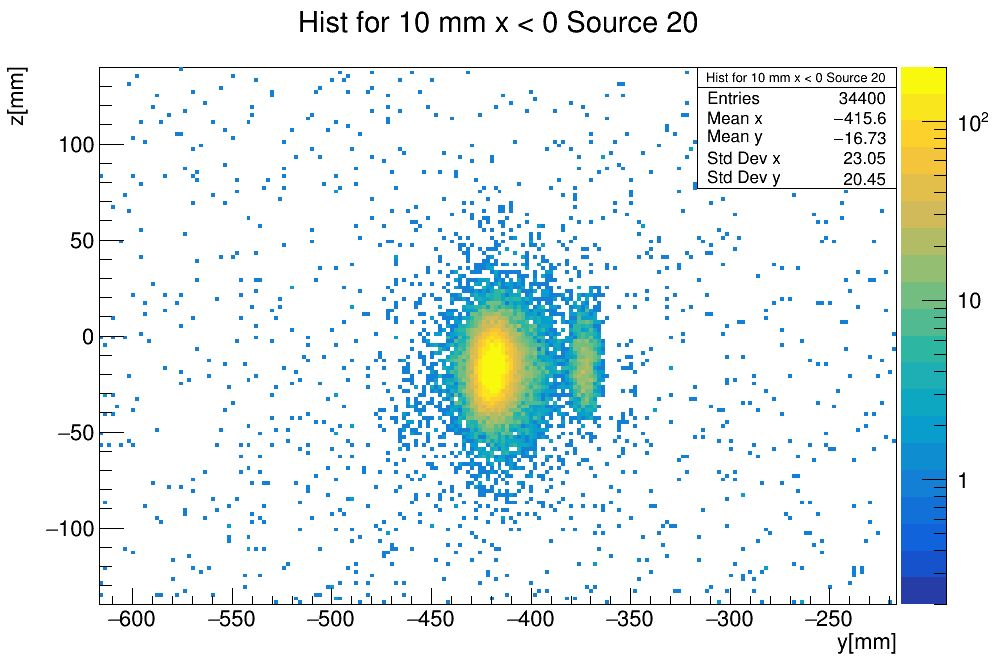 Hist for 10 mm x < 0 Source 20
z[mm]
Hist for 10 mm x < 0 Source 20
Entries 34400
Mean x −415.6
Mean y −16.73
Std Dev x 23.05
Std Dev y 20.45
100
50
0
−50
−100
10²
10
1
−600 −550 −500 −450 −400 −350 −300 −250
y[mm]